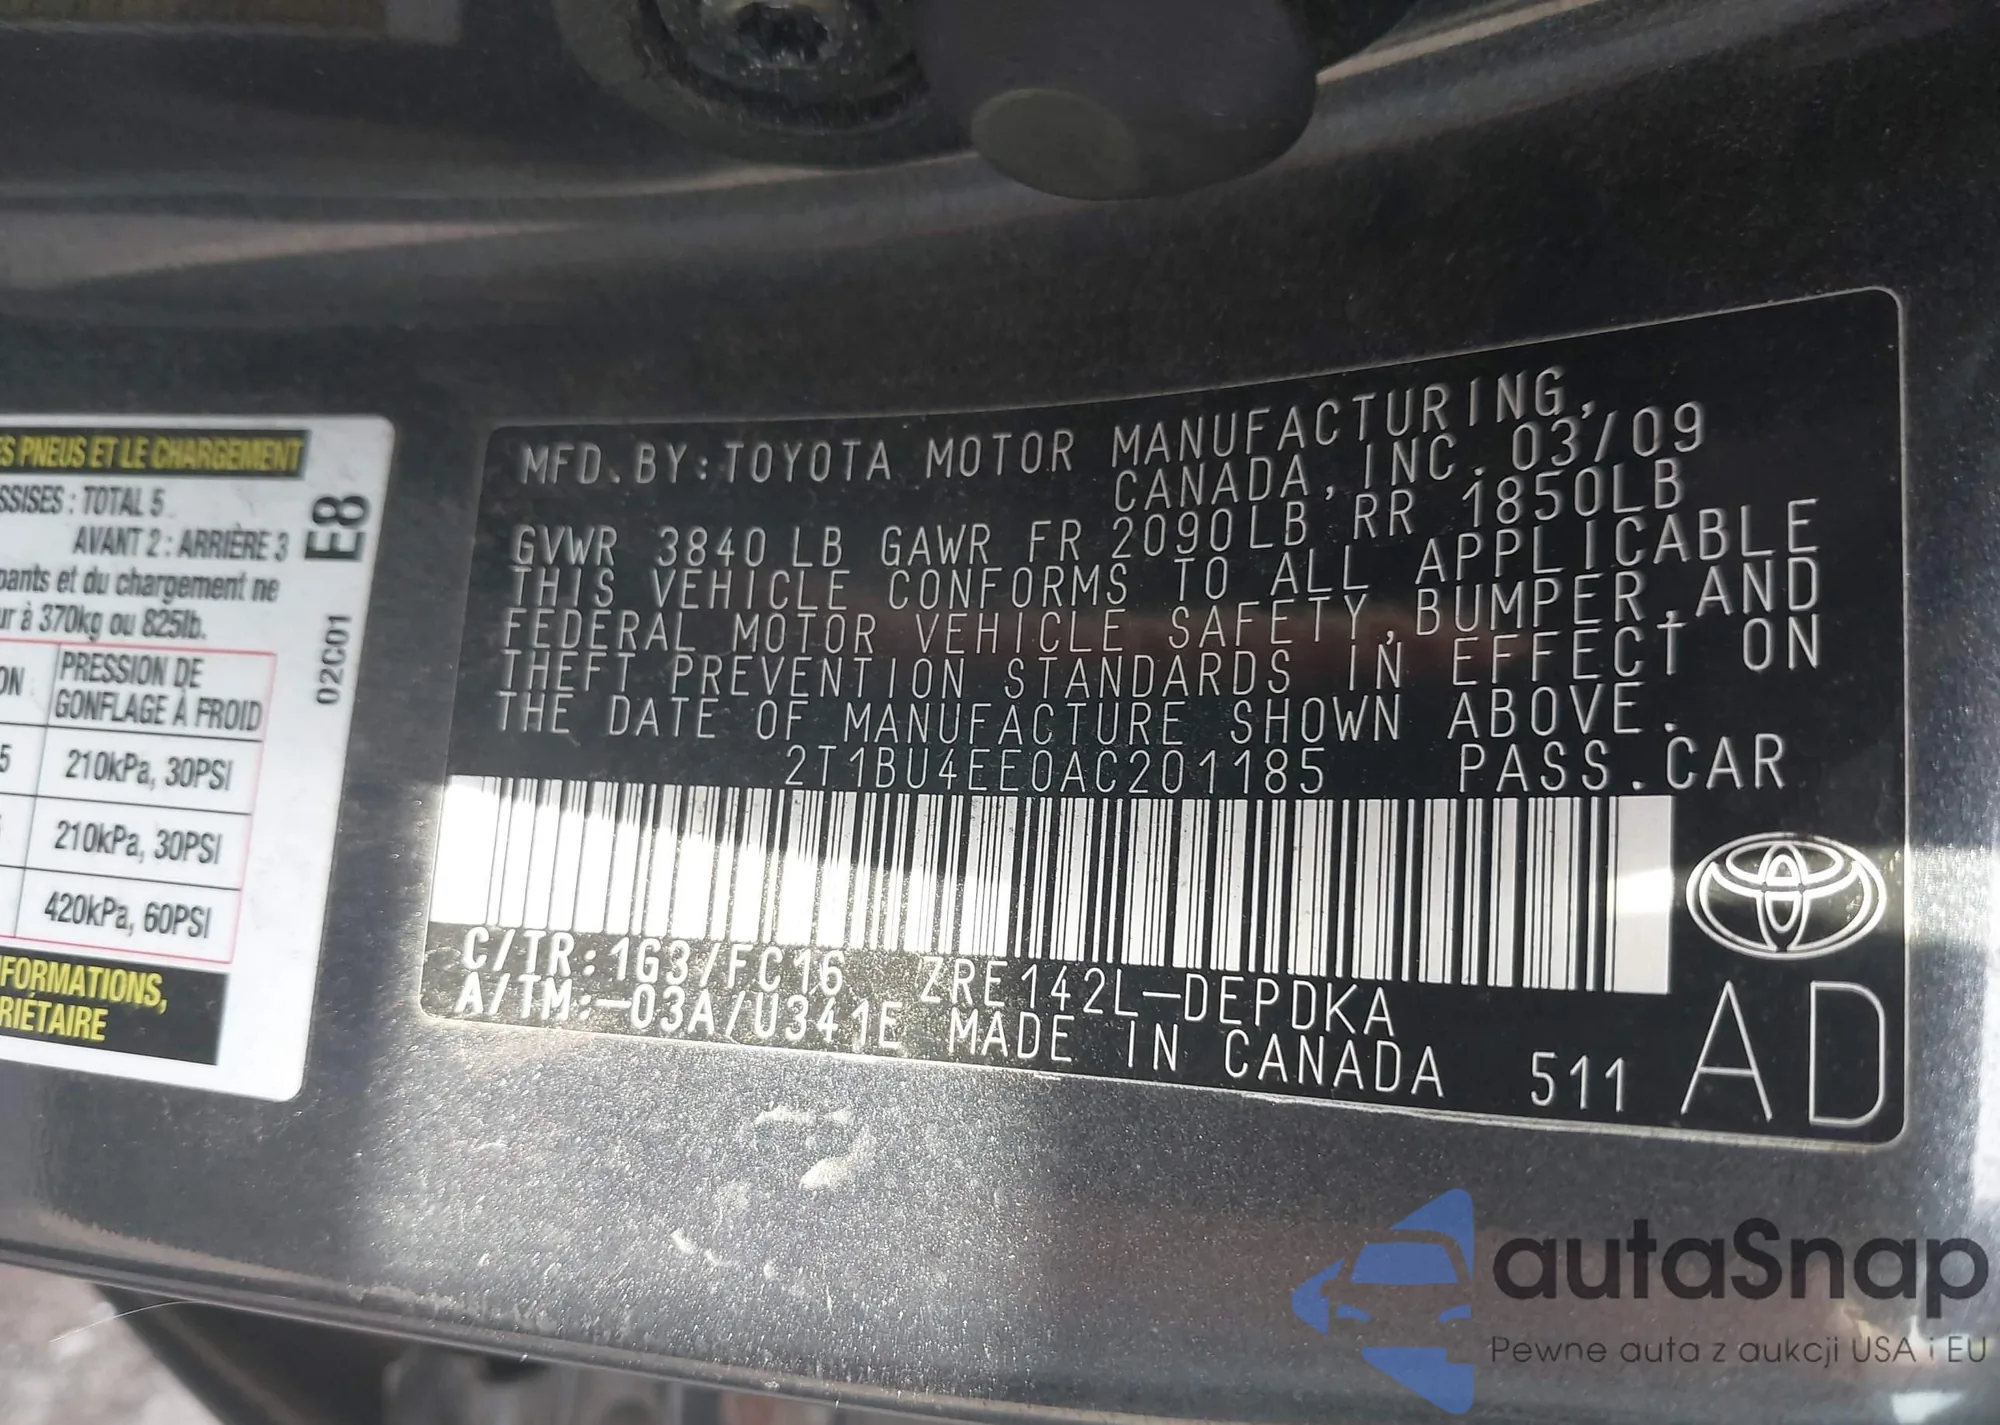 ES PNEUS ET LE CHARGEMENT
SSISES : TOTAL 5
AVANT 2 : ARRIÈRE 3
pants et du chargement ne
ur à 370kg ou 825lb.
ON
PRESSION DE
GONFLAGE À FROID
5
210kPa, 30PSI
210kPa, 30PSI
420kPa, 60PSI
FORMATIONS,
RIÉTAIRE
E8
02C01
MFD.BY:TOYOTA MOTOR MANUFACTURING,
CANADA, INC. 03/09
GVWR 3840 LB GAWR FR 2090LB RR 1850LB
THIS VEHICLE CONFORMS TO ALL APPLICABLE
FEDERAL MOTOR VEHICLE SAFETY, BUMPER, AND
THEFT PREVENTION STANDARDS IN EFFECT ON
THE DATE OF MANUFACTURE SHOWN ABOVE.
2T1BU4EE0AC201185 PASS.CAR
C/TR:1G3/FC16 ZRE142L-DEPDKA
A/TM:-03A/U341E MADE IN CANADA 511
AD
autaSnap
Pewne auta z aukcji USA i EU